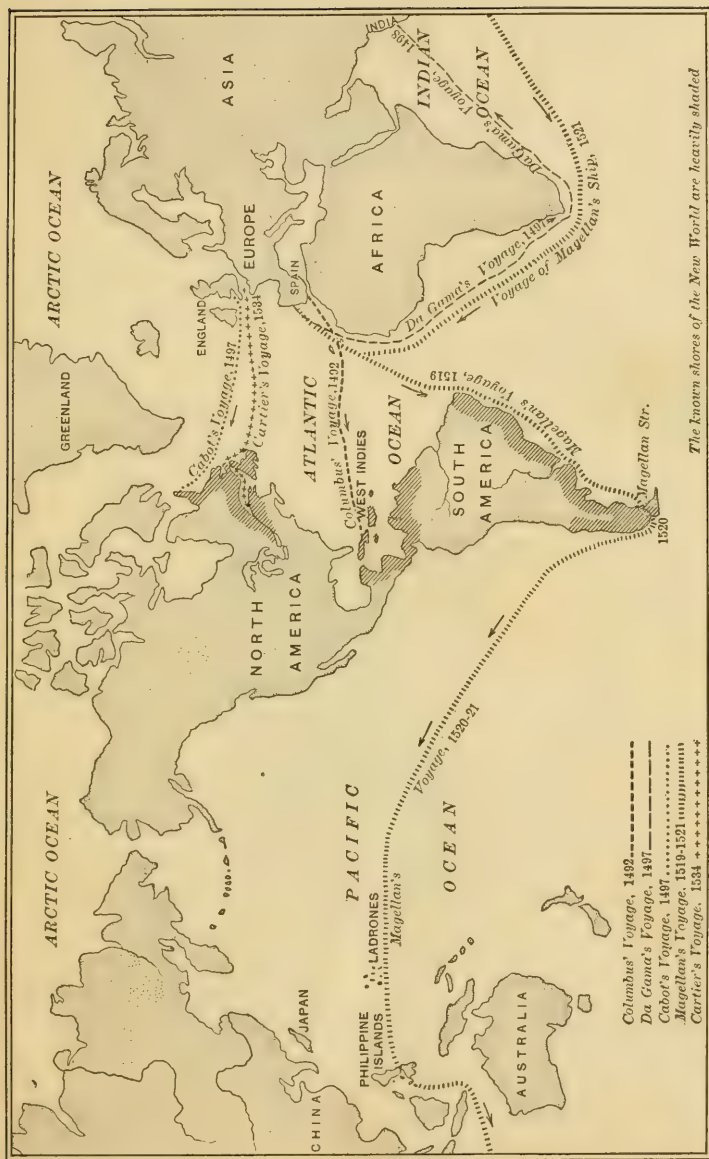 ARCTIC OCEAN
ARCTIC OCEAN
GREENLAND
ASIA
EUROPE
ENGLAND
SPAIN
INDIA
INDIAN
OCEAN
AFRICA
Cabot's Voyage, 1497
Cartier's Voyage, 1534
Columbus' Voyage, 1492
WEST INDIES
ATLANTIC
OCEAN
NORTH
AMERICA
SOUTH
AMERICA
Da Gama's Voyage, 1497
Da Gama's Voyage, 1498
Voyage of Magellan's Ship, 1521
Magellan's Voyage, 1519
Magellan Str.
1520
Magellan's Voyage, 1520-21
PACIFIC
OCEAN
LADRONES
PHILIPPINE
ISLANDS
JAPAN
CHINA
AUSTRALIA
Columbus' Voyage, 1492
Da Gama's Voyage, 1497
Cabot's Voyage, 1497
Magellan's Voyage, 1519-1521
Cartier's Voyage, 1534
The known shores of the New World are heavily shaded